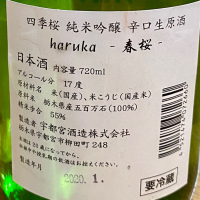 四季桜 純米吟醸 辛口生原酒
haruka - 春桜 -
日本酒 内容量720ml
アルコール分 17度
原材料名 米(国産)、米こうじ(国産米)
原料米 栃木県産五百万石(100%)
精米歩合 55%
製造者 宇都宮酒造株式会社
栃木県宇都宮市柳田町248
2020. 1.
要冷蔵